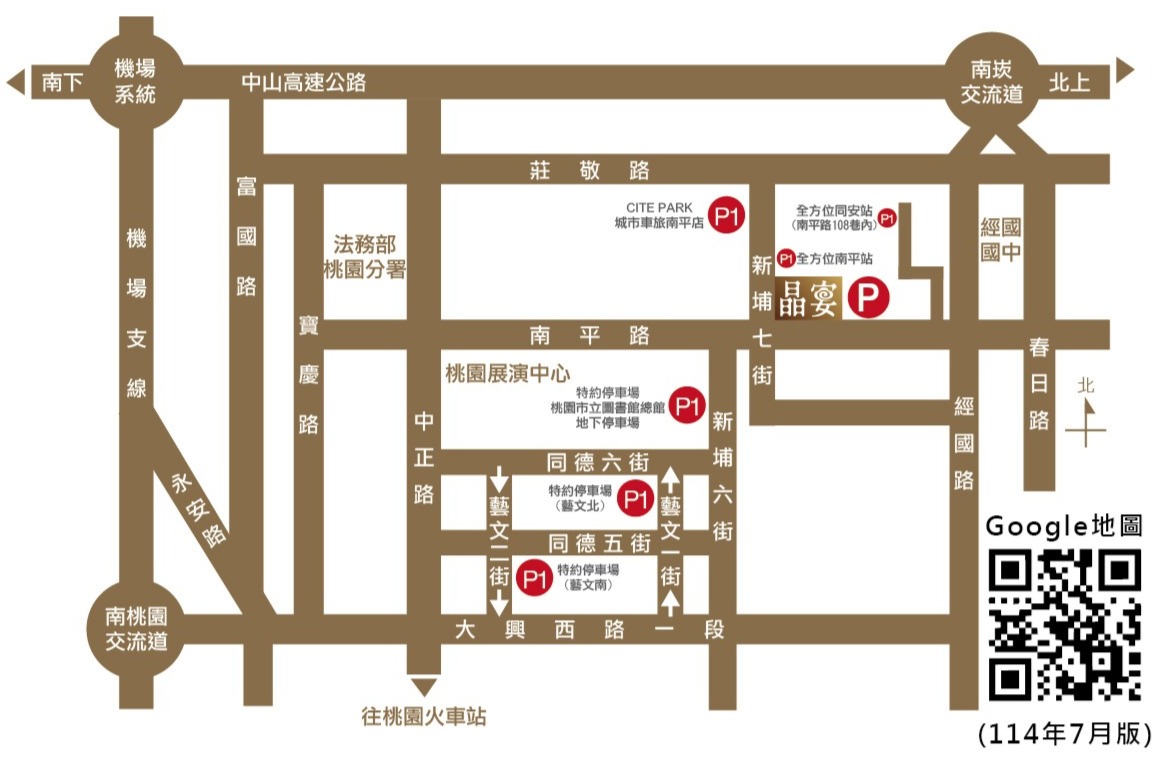 南下
機場
系統
中山高速公路
南崁
交流道
北上
莊敬路
富國路
機場支線
法務部
桃園分署
寶慶路
CITE PARK
城市車旅南平店
P1
新埔七街
全方位同安站
(南平路108巷內)
P1
P1
全方位南平站
晶宴
P
經國
國中
南平路
春日路
北
桃園展演中心
特約停車場
桃園市立圖書館總館
地下停車場
P1
中正路
新埔六街
經國路
同德六街
永安路
特約停車場
(藝文北)
P1
藝文二街
藝文一街
同德五街
P1
特約停車場
(藝文南)
南桃園
交流道
大興西路一段
往桃園火車站
Google地圖
(114年7月版)